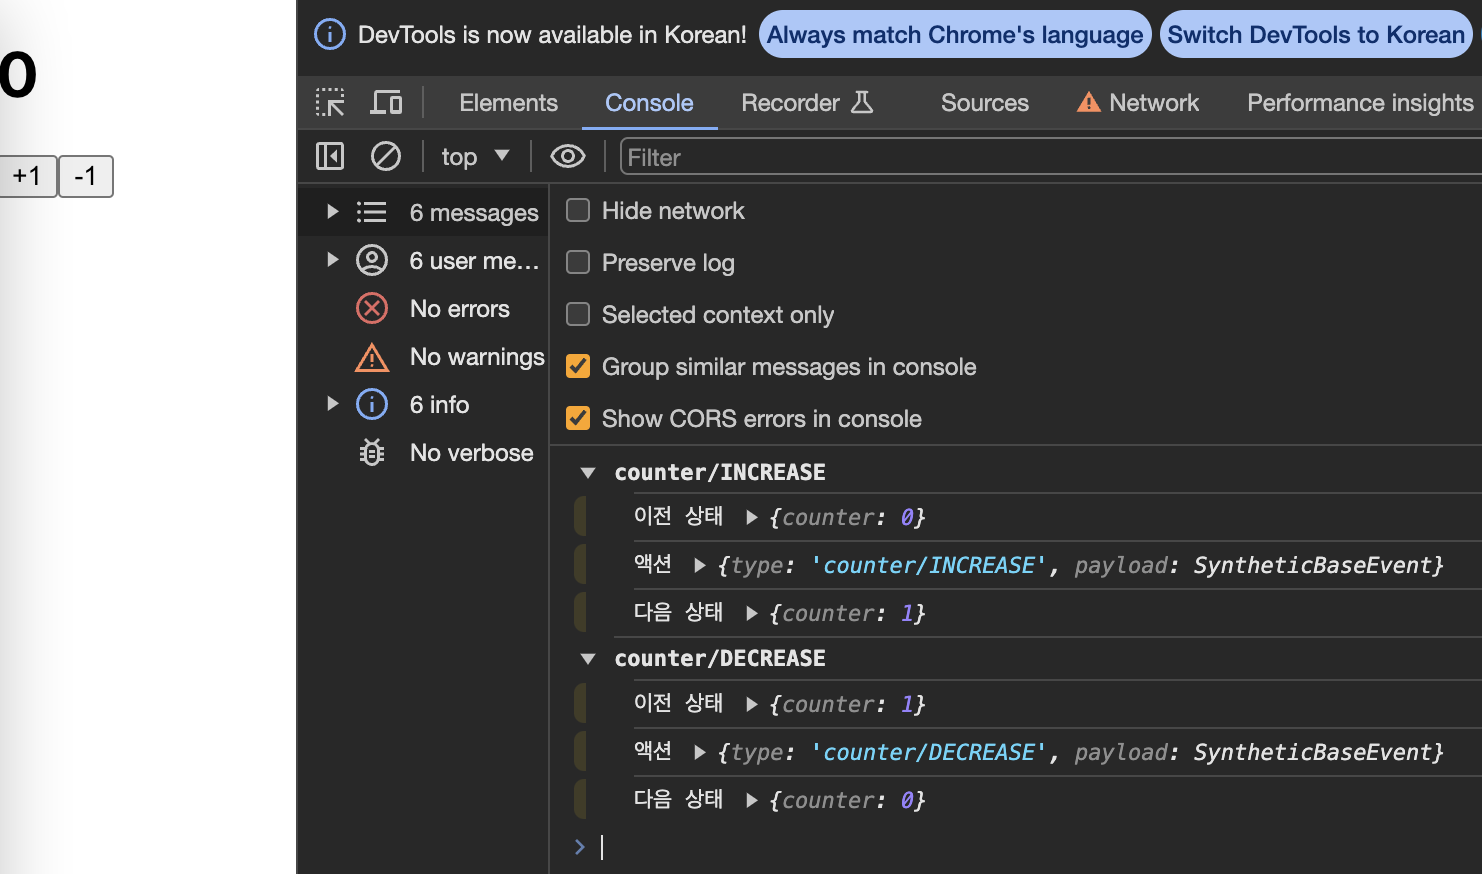 0
+1 -1
DevTools is now available in Korean! Always match Chrome's language Switch DevTools to Korean
Elements Console Recorder Sources Network Performance insights
top Filter
6 messages
6 user me...
No errors
No warnings
6 info
No verbose
Hide network
Preserve log
Selected context only
Group similar messages in console
Show CORS errors in console
counter/INCREASE
이전 상태 {counter: 0}
액션 {type: 'counter/INCREASE', payload: SyntheticBaseEvent}
다음 상태 {counter: 1}
counter/DECREASE
이전 상태 {counter: 1}
액션 {type: 'counter/DECREASE', payload: SyntheticBaseEvent}
다음 상태 {counter: 0}